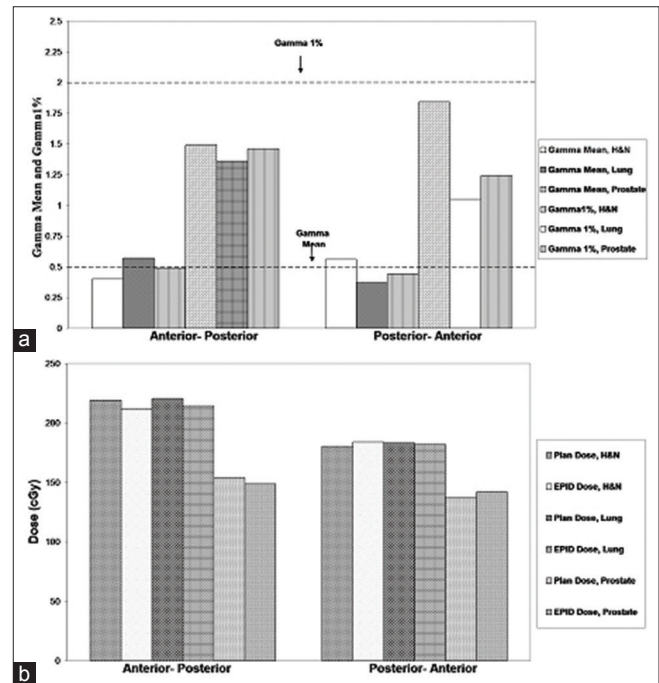 2.5
2.25
2
1.75
1.5
1.25
1
0.75
0.5
0.25
0
Gamma Mean and Gamma1%
Gamma 1%
Gamma
Mean
Anterior- Posterior
Posterior- Anterior
Gamma Mean, H&N
Gamma Mean, Lung
Gamma Mean, Prostate
Gamma1%, H&N
Gamma 1%, Lung
Gamma 1%, Prostate
a
250
200
150
100
50
0
Dose (cGy)
Anterior- Posterior
Posterior- Anterior
Plan Dose, H&N
EPID Dose, H&N
Plan Dose, Lung
EPID Dose, Lung
Plan Dose, Prostate
EPID Dose, Prostate
b